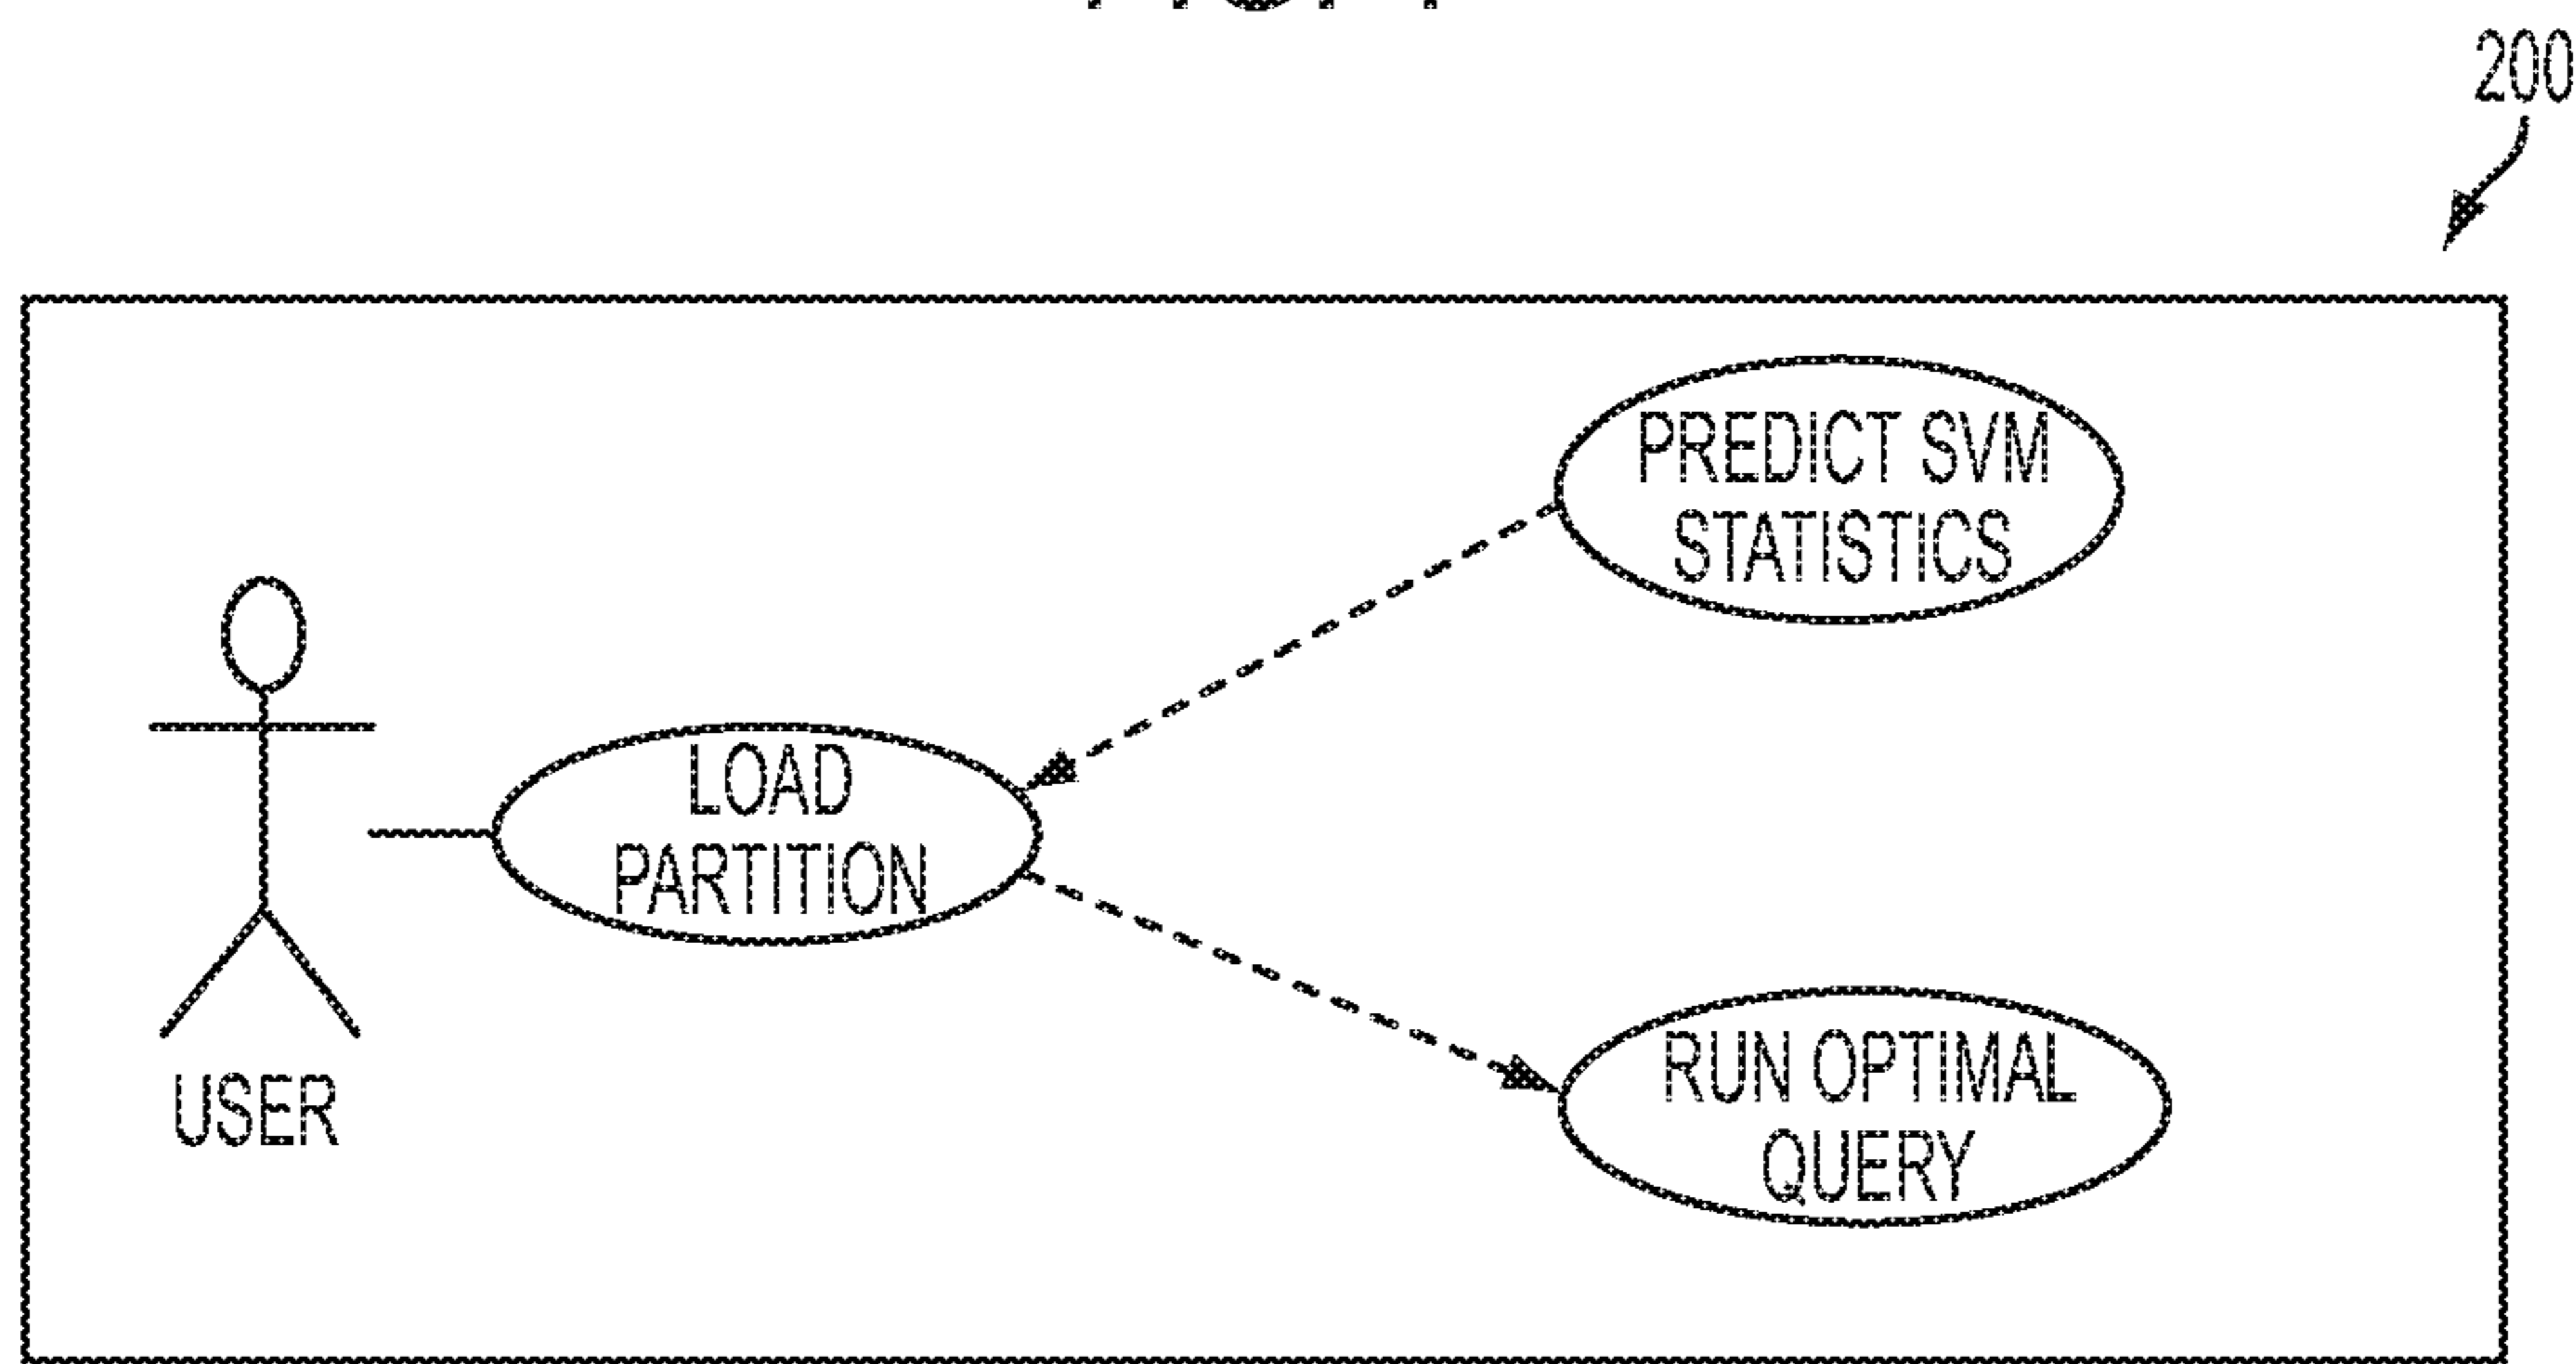 200
PREDICT SVM
STATISTICS
LOAD
PARTITION
RUN OPTIMAL
QUERY
USER